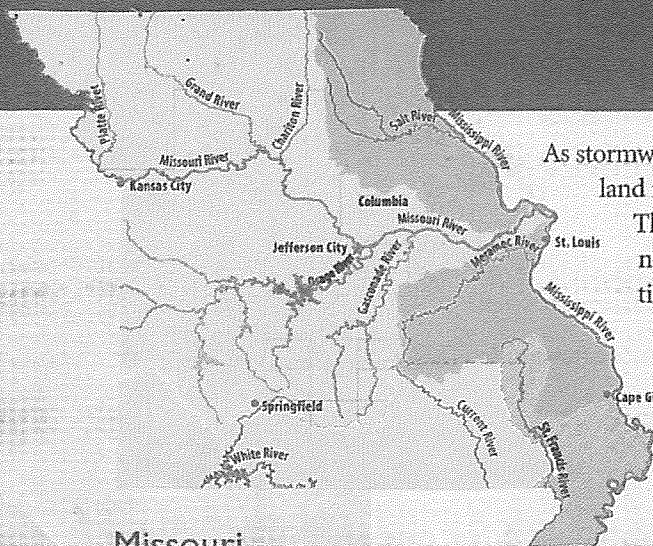 Platte River
Grand River
Chariton River
Salt River
Mississippi River
Missouri River
Kansas City
Columbia
Missouri River
Jefferson City
Osage River
Gasconade River
Meramec River
St. Louis
Mississippi River
Springfield
White River
Current River
St. Francis River
Cape Gi
As stormw
land
Th
n
ti
Missouri